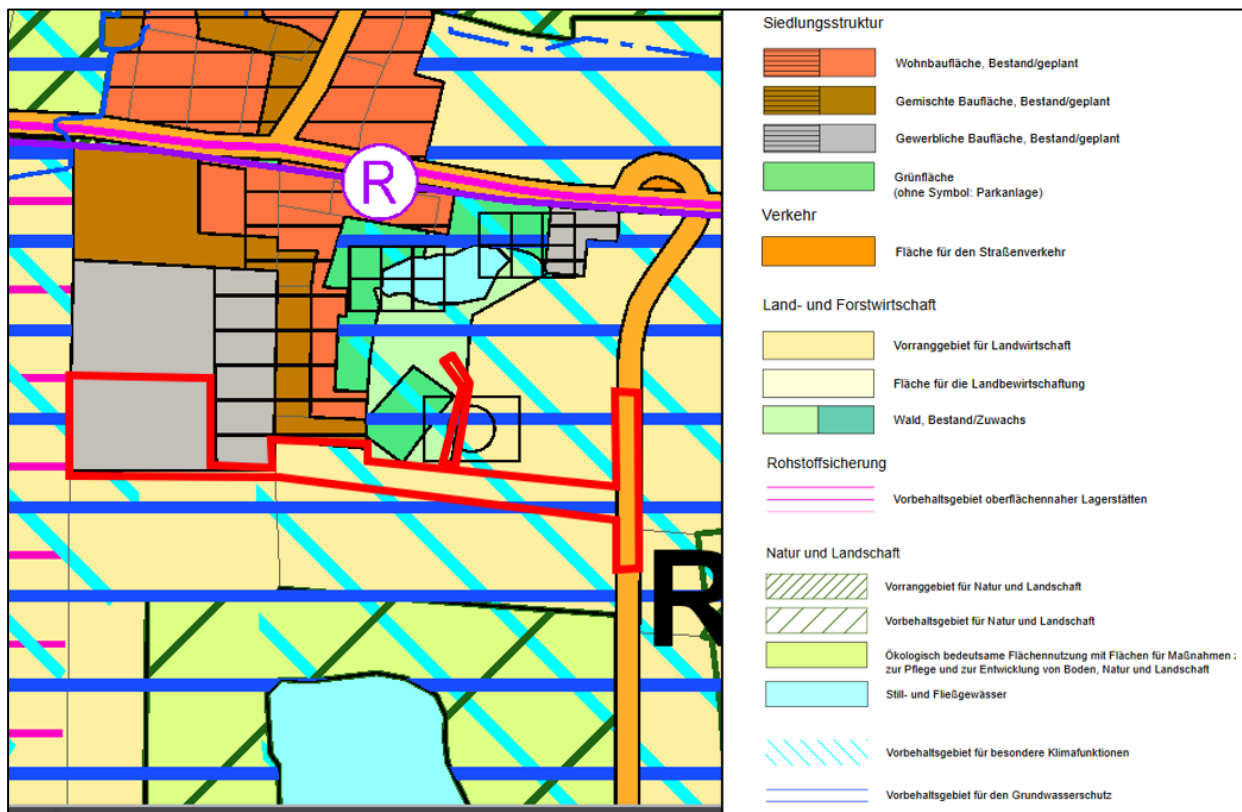 R
R
Siedlungsstruktur
Wohnbaufläche, Bestand/geplant
Gemischte Baufläche, Bestand/geplant
Gewerbliche Baufläche, Bestand/geplant
Grünfläche
(ohne Symbol: Parkanlage)
Verkehr
Fläche für den Straßenverkehr
Land- und Forstwirtschaft
Vorranggebiet für Landwirtschaft
Fläche für die Landbewirtschaftung
Wald, Bestand/Zuwachs
Rohstoffsicherung
Vorbehaltsgebiet oberflächennaher Lagerstätten
Natur und Landschaft
Vorranggebiet für Natur und Landschaft
Vorbehaltsgebiet für Natur und Landschaft
Ökologisch bedeutsame Flächennutzung mit Flächen für Maßnahmen
zur Pflege und zur Entwicklung von Boden, Natur und Landschaft
Still- und Fließgewässer
Vorbehaltsgebiet für besondere Klimafunktionen
Vorbehaltsgebiet für den Grundwasserschutz